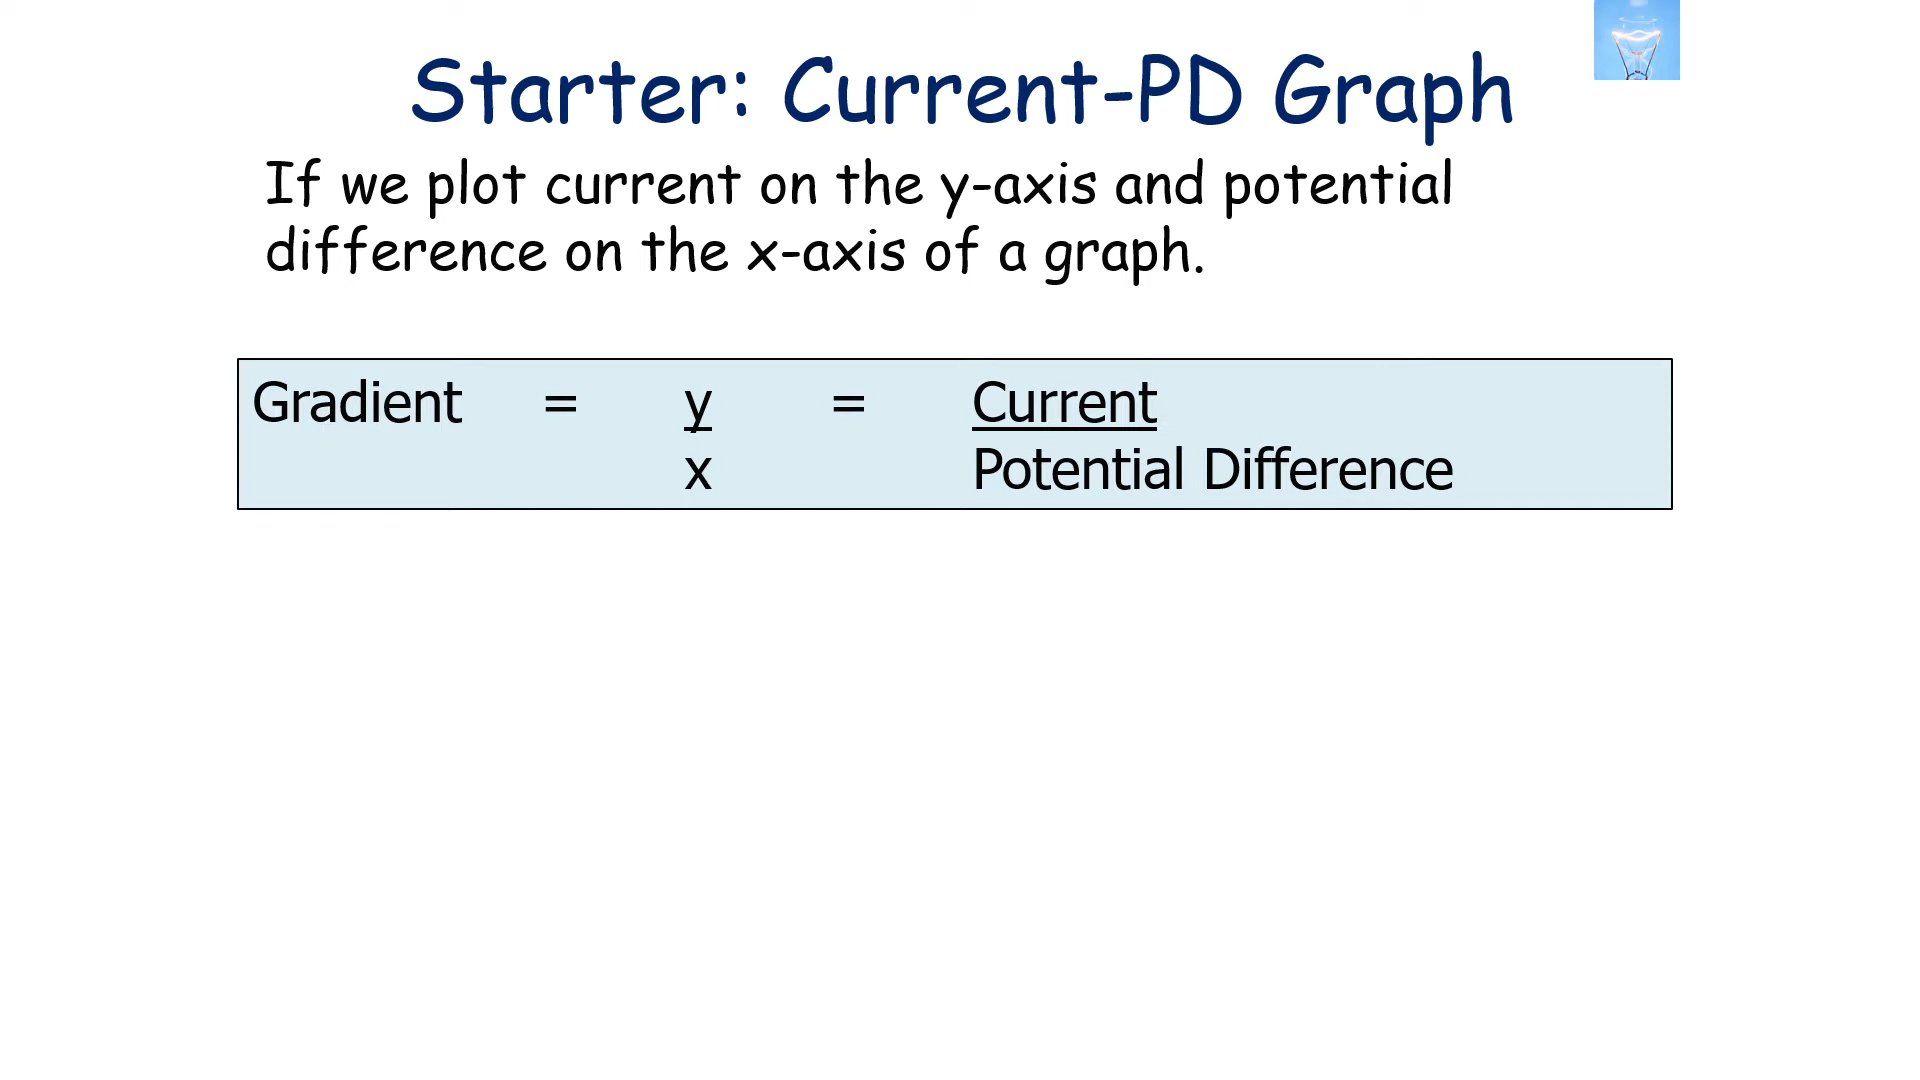 Starter: Current-PD Graph
If we plot current on the y-axis and potential
difference on the x-axis of a graph.
Gradient = y = Current
x Potential Difference